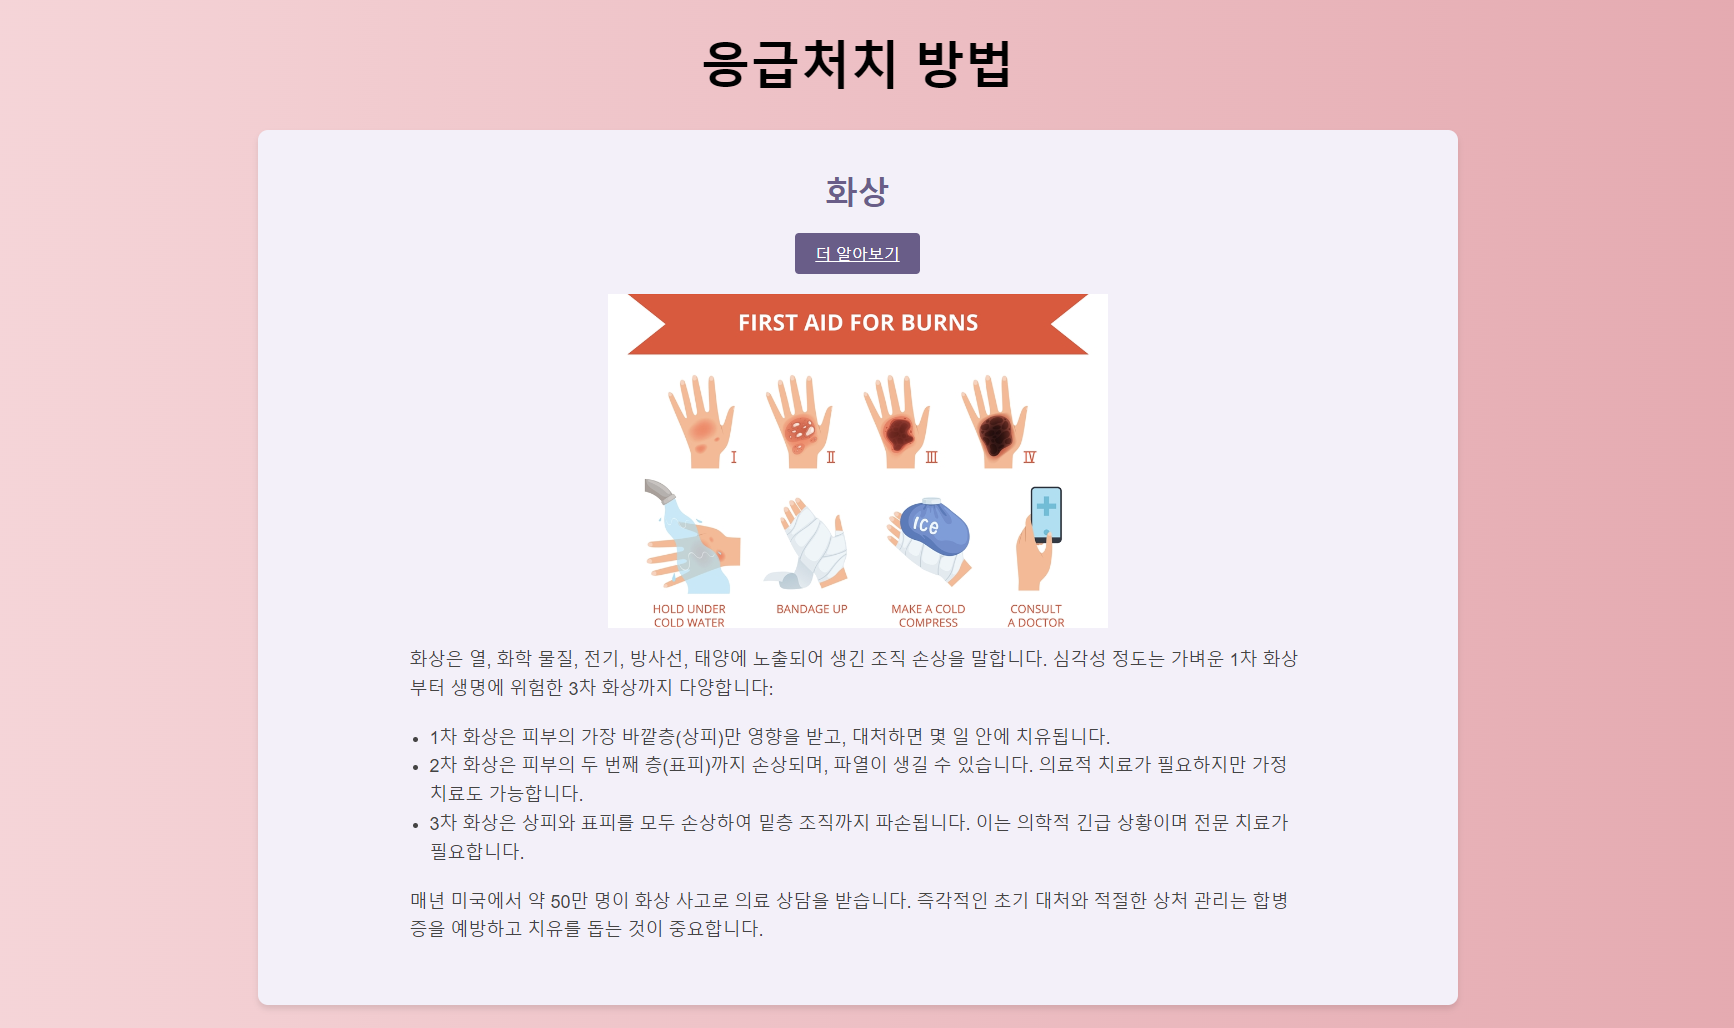 응급처치 방법
화상
더 알아보기
FIRST AID FOR BURNS
I II III IV
ICE
HOLD UNDER
COLD WATER
BANDAGE UP
MAKE A COLD
COMPRESS
CONSULT
A DOCTOR
화상은 열, 화학 물질, 전기, 방사선, 태양에 노출되어 생긴 조직 손상을 말합니다. 심각성 정도는 가벼운 1차 화상
부터 생명에 위험한 3차 화상까지 다양합니다:
• 1차 화상은 피부의 가장 바깥층(상피)만 영향을 받고, 대처하면 몇 일 안에 치유됩니다.
• 2차 화상은 피부의 두 번째 층(표피)까지 손상되며, 파열이 생길 수 있습니다. 의료적 치료가 필요하지만 가정
치료도 가능합니다.
• 3차 화상은 상피와 표피를 모두 손상하여 밑층 조직까지 파손됩니다. 이는 의학적 긴급 상황이며 전문 치료가
필요합니다.
매년 미국에서 약 50만 명이 화상 사고로 의료 상담을 받습니다. 즉각적인 초기 대처와 적절한 상처 관리는 합병
증을 예방하고 치유를 돕는 것이 중요합니다.